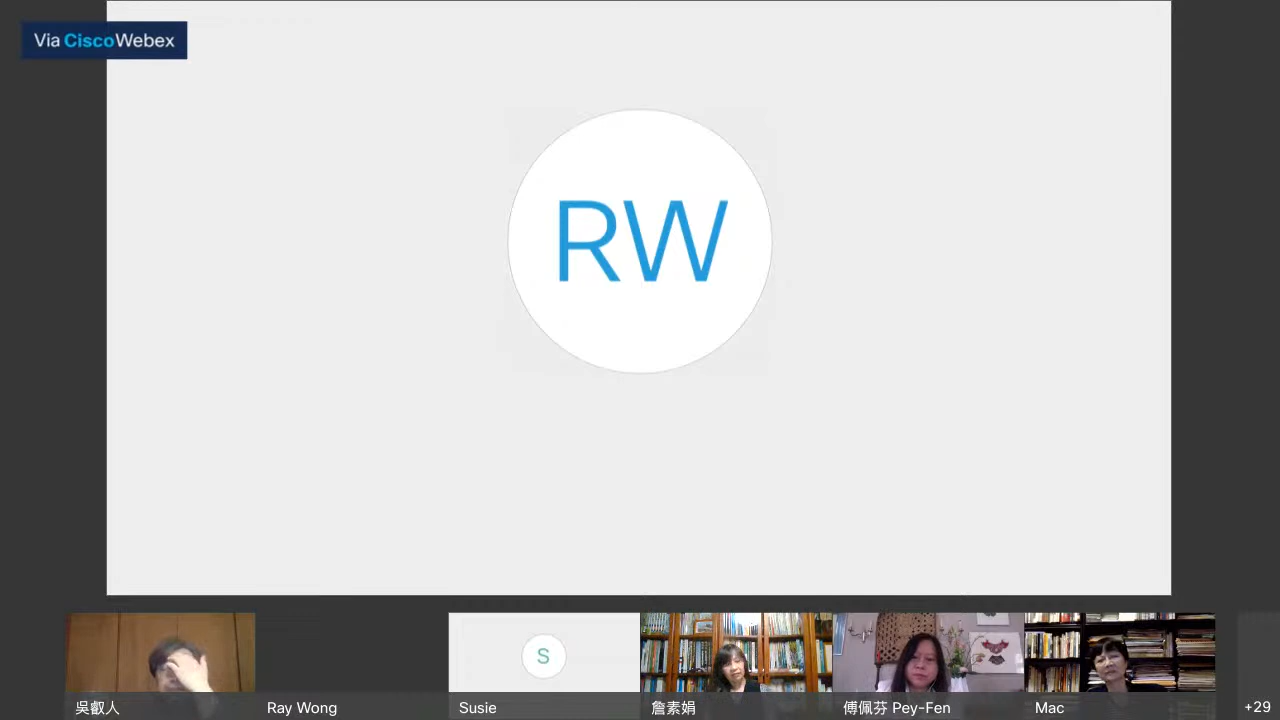 Via CiscoWebex
RW
S
吳叡人
Ray Wong
Susie
詹素娟
傅佩芬 Pey-Fen
Mac
+29